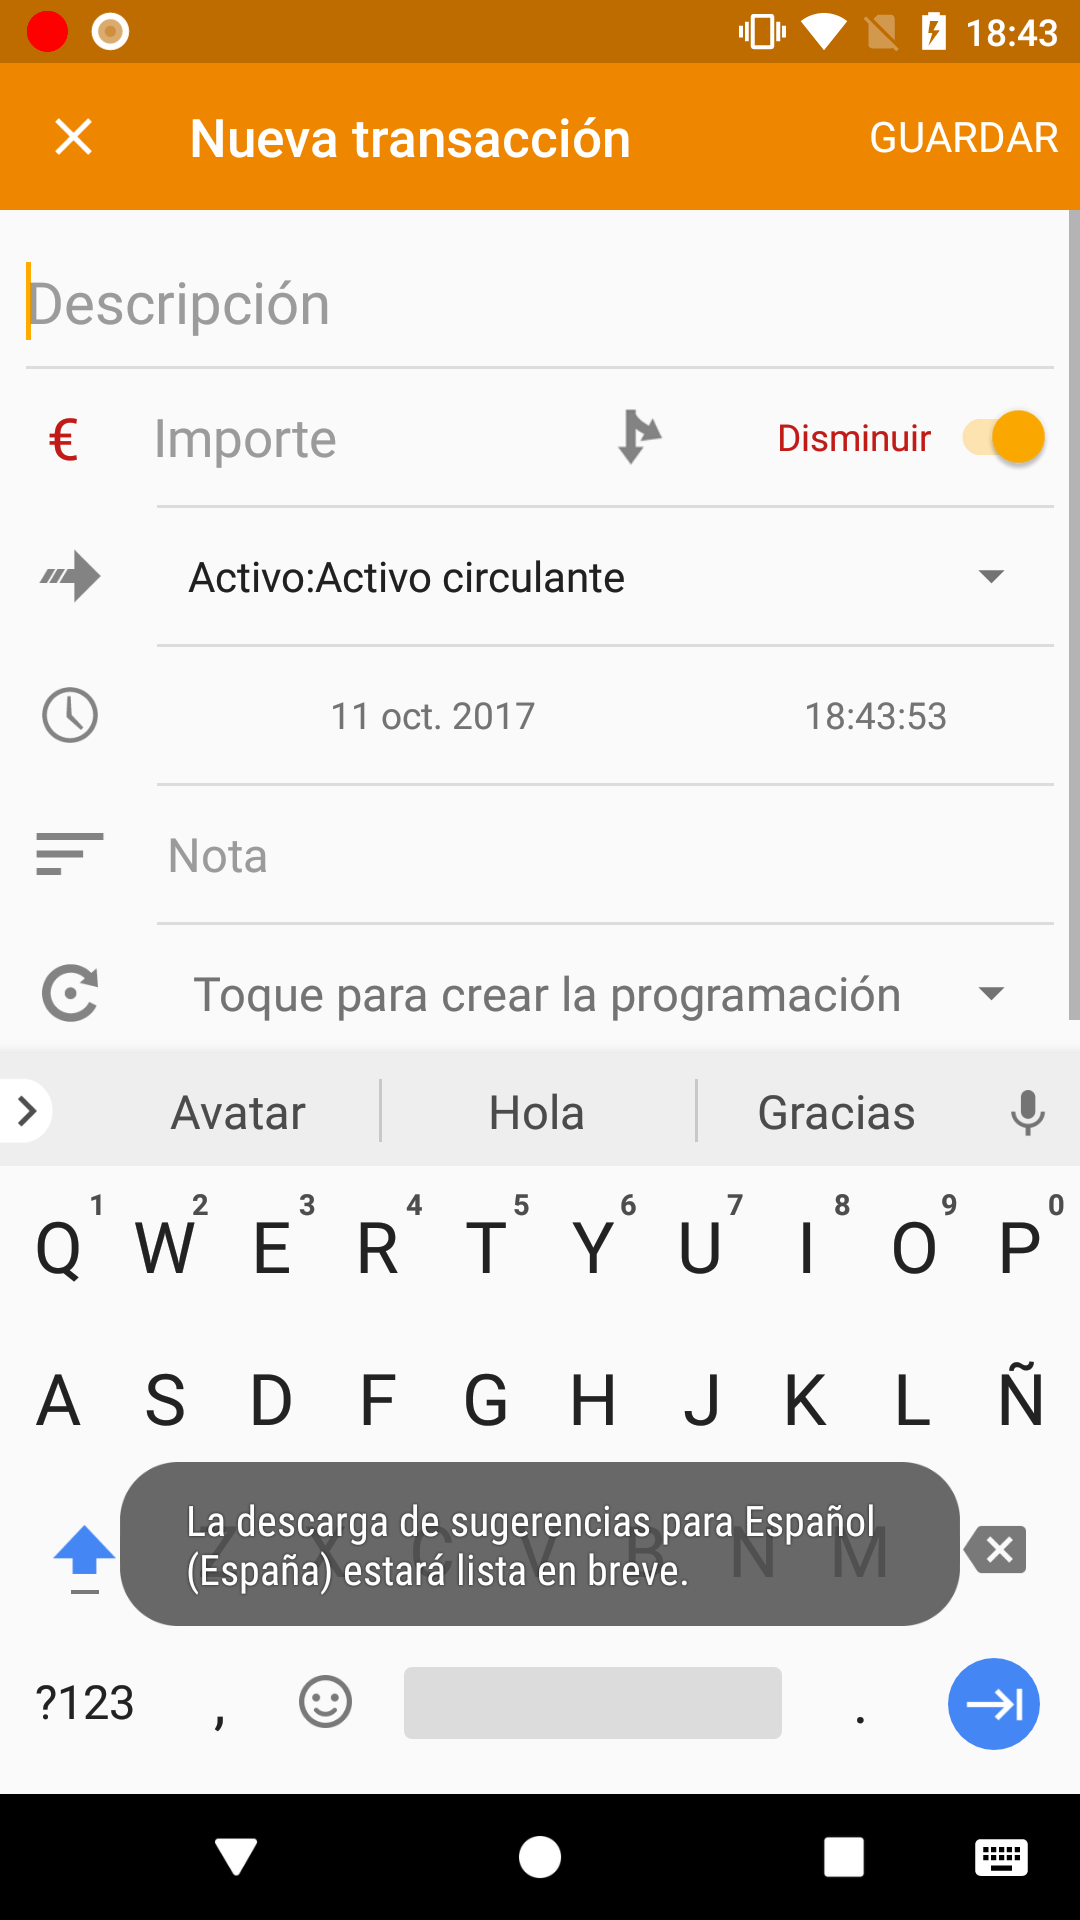 18:43
Nueva transacción
GUARDAR
Descripción
€ Importe Disminuir
Activo:Activo circulante
11 oct. 2017 18:43:53
Nota
Toque para crear la programación
Avatar Hola Gracias
1 2 3 4 5 6 7 8 9 0
Q W E R T Y U I O P
A S D F G H J K L Ñ
Z X C V B N M
La descarga de sugerencias para Español
(España) estará lista en breve.
?123 , .